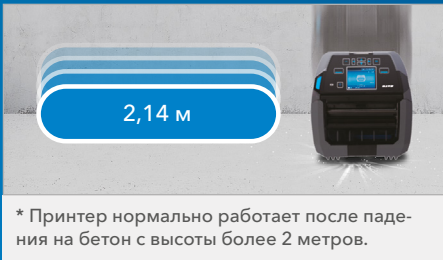 2,14 м
* Принтер нормально работает после паде-
ния на бетон с высоты более 2 метров.